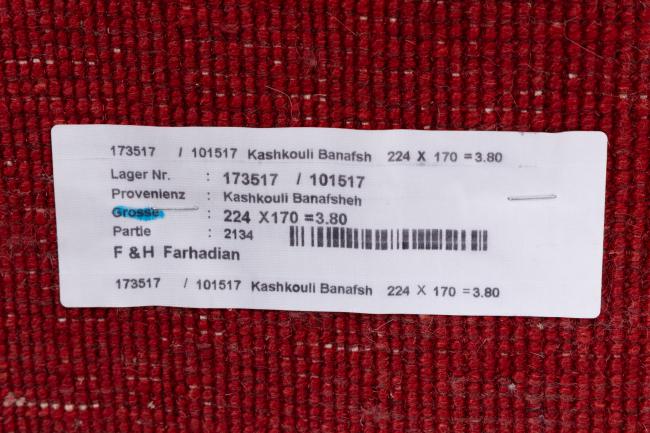 173517 / 101517 Kashkouli Banafsh 224 X 170 =3.80
Lager Nr. : 173517 / 101517
Provenienz : Kashkouli Banafsheh
Grosse : 224 X170 =3.80
Partie : 2134
F & H Farhadian
173517 / 101517 Kashkouli Banafsh 224 X 170 =3.80